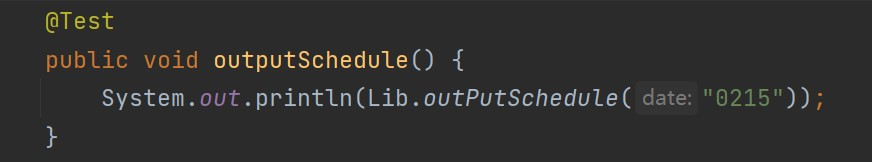 @Test
public void outputSchedule() {
System.out.println(Lib.outPutSchedule( date: "0215"));
}